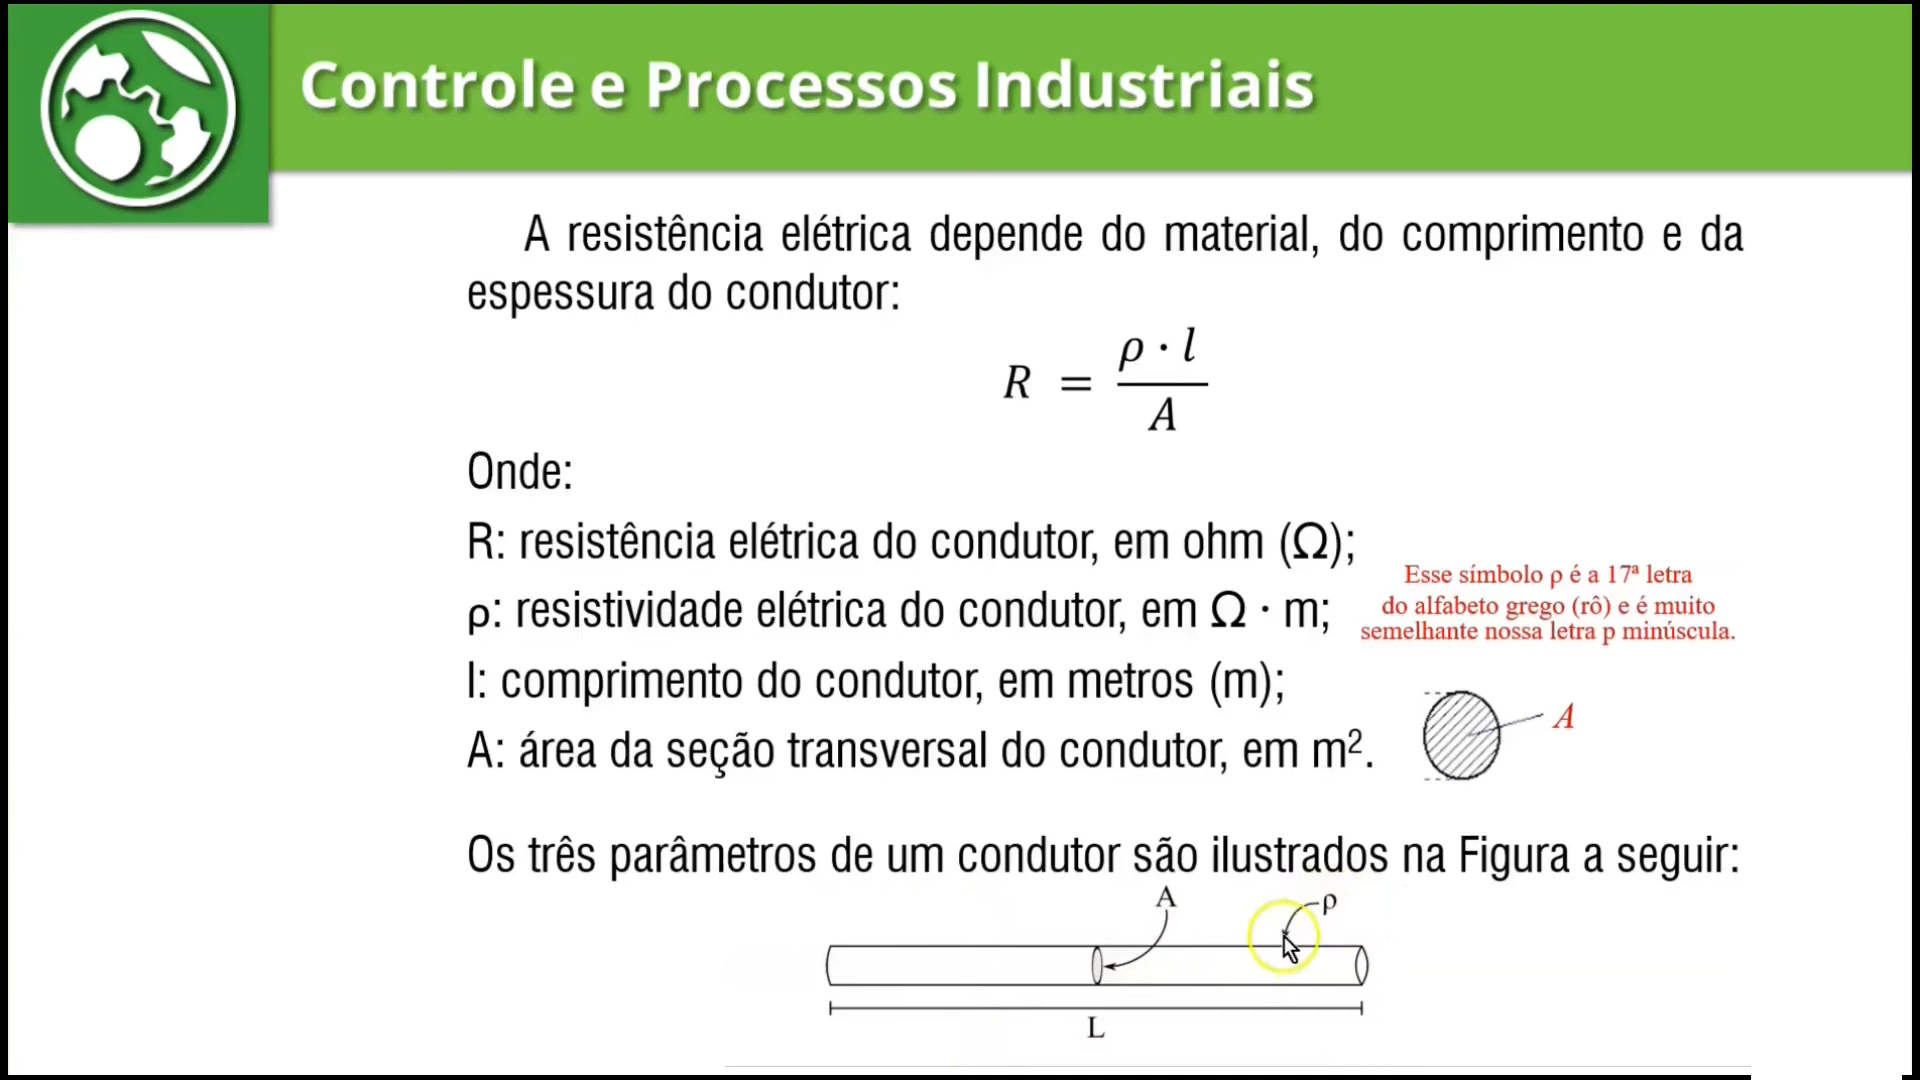 Controle e Processos Industriais
A resistência elétrica depende do material, do comprimento e da
espessura do condutor:
R = ρ · l / A
Onde:
R: resistência elétrica do condutor, em ohm (Ω);
ρ: resistividade elétrica do condutor, em Ω · m;
Esse símbolo ρ é a 17ª letra
do alfabeto grego (rô) e é muito
semelhante nossa letra p minúscula.
l: comprimento do condutor, em metros (m);
A: área da seção transversal do condutor, em m².
A
Os três parâmetros de um condutor são ilustrados na Figura a seguir:
A
ρ
L